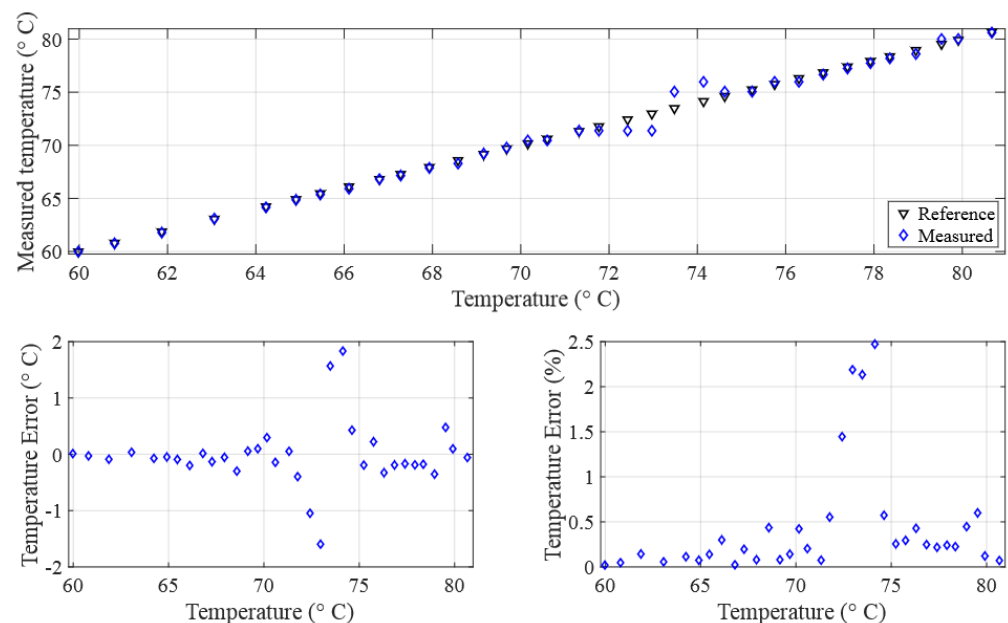 Measured temperature (° C)
80
75
70
65
60
60 62 64 66 68 70 72 74 76 78 80
Temperature (° C)
Reference
Measured
Temperature Error (° C)
2
1
0
-1
-2
60 65 70 75 80
Temperature (° C)
Temperature Error (%)
2.5
2
1.5
1
0.5
0
60 65 70 75 80
Temperature (° C)